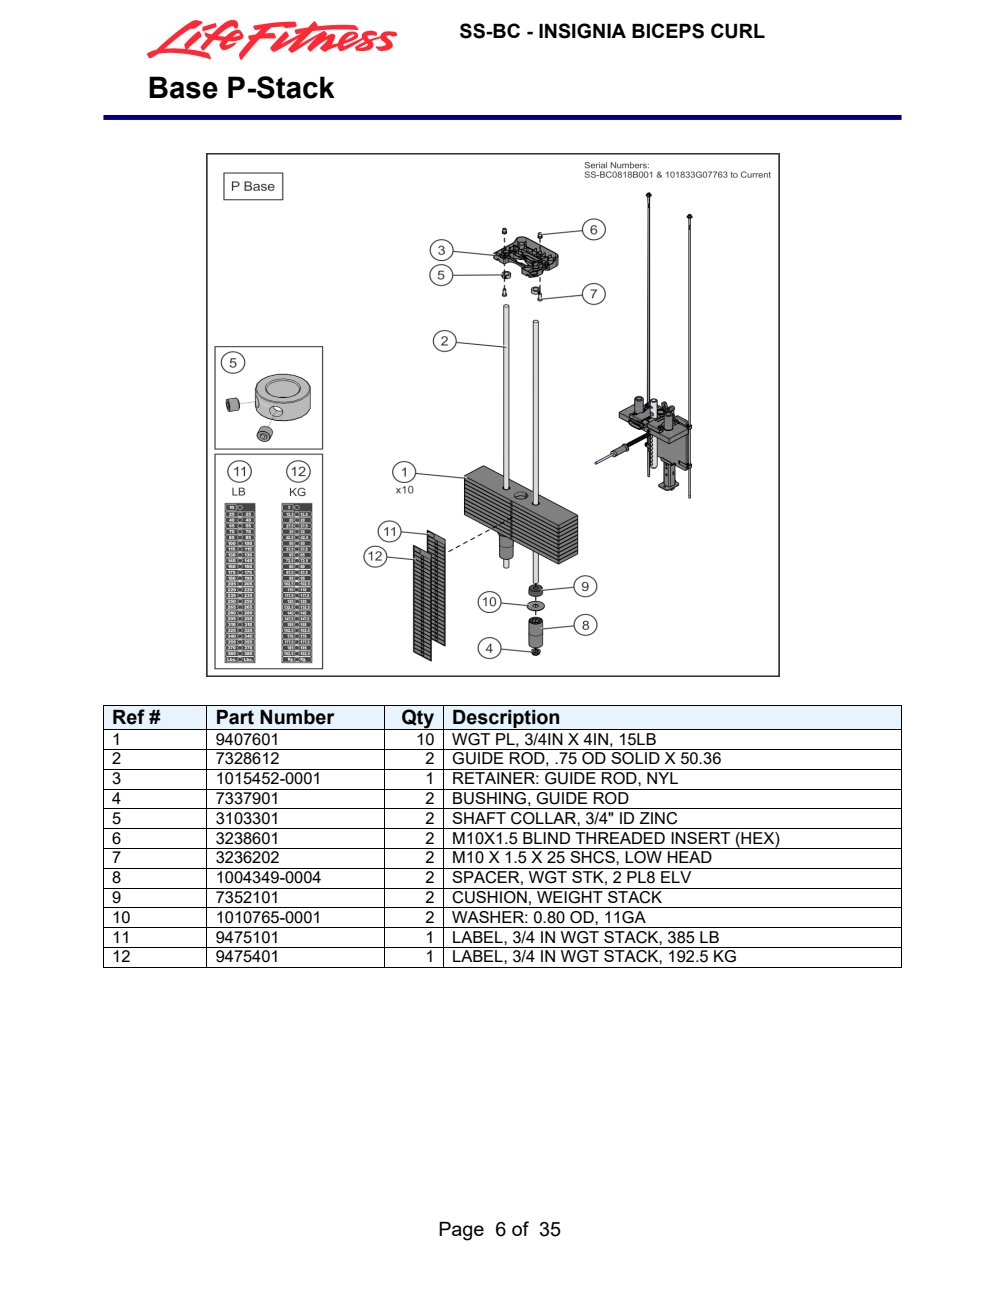 LifeFitness
SS-BC - INSIGNIA BICEPS CURL
Base P-Stack
Serial Numbers:
SS-BC0818B001 & 101833G07763 to Current
P Base
6
3
5
7
2
5
11
12
LB
KG
1
x10
11
12
9
10
8
4
Ref # Part Number Qty Description
1 9407601 10 WGT PL, 3/4IN X 4IN, 15LB
2 7328612 2 GUIDE ROD, .75 OD SOLID X 50.36
3 1015452-0001 1 RETAINER: GUIDE ROD, NYL
4 7337901 2 BUSHING, GUIDE ROD
5 3103301 2 SHAFT COLLAR, 3/4" ID ZINC
6 3238601 2 M10X1.5 BLIND THREADED INSERT (HEX)
7 3236202 2 M10 X 1.5 X 25 SHCS, LOW HEAD
8 1004349-0004 2 SPACER, WGT STK, 2 PL8 ELV
9 7352101 2 CUSHION, WEIGHT STACK
10 1010765-0001 2 WASHER: 0.80 OD, 11GA
11 9475101 1 LABEL, 3/4 IN WGT STACK, 385 LB
12 9475401 1 LABEL, 3/4 IN WGT STACK, 192.5 KG
Page 6 of 35